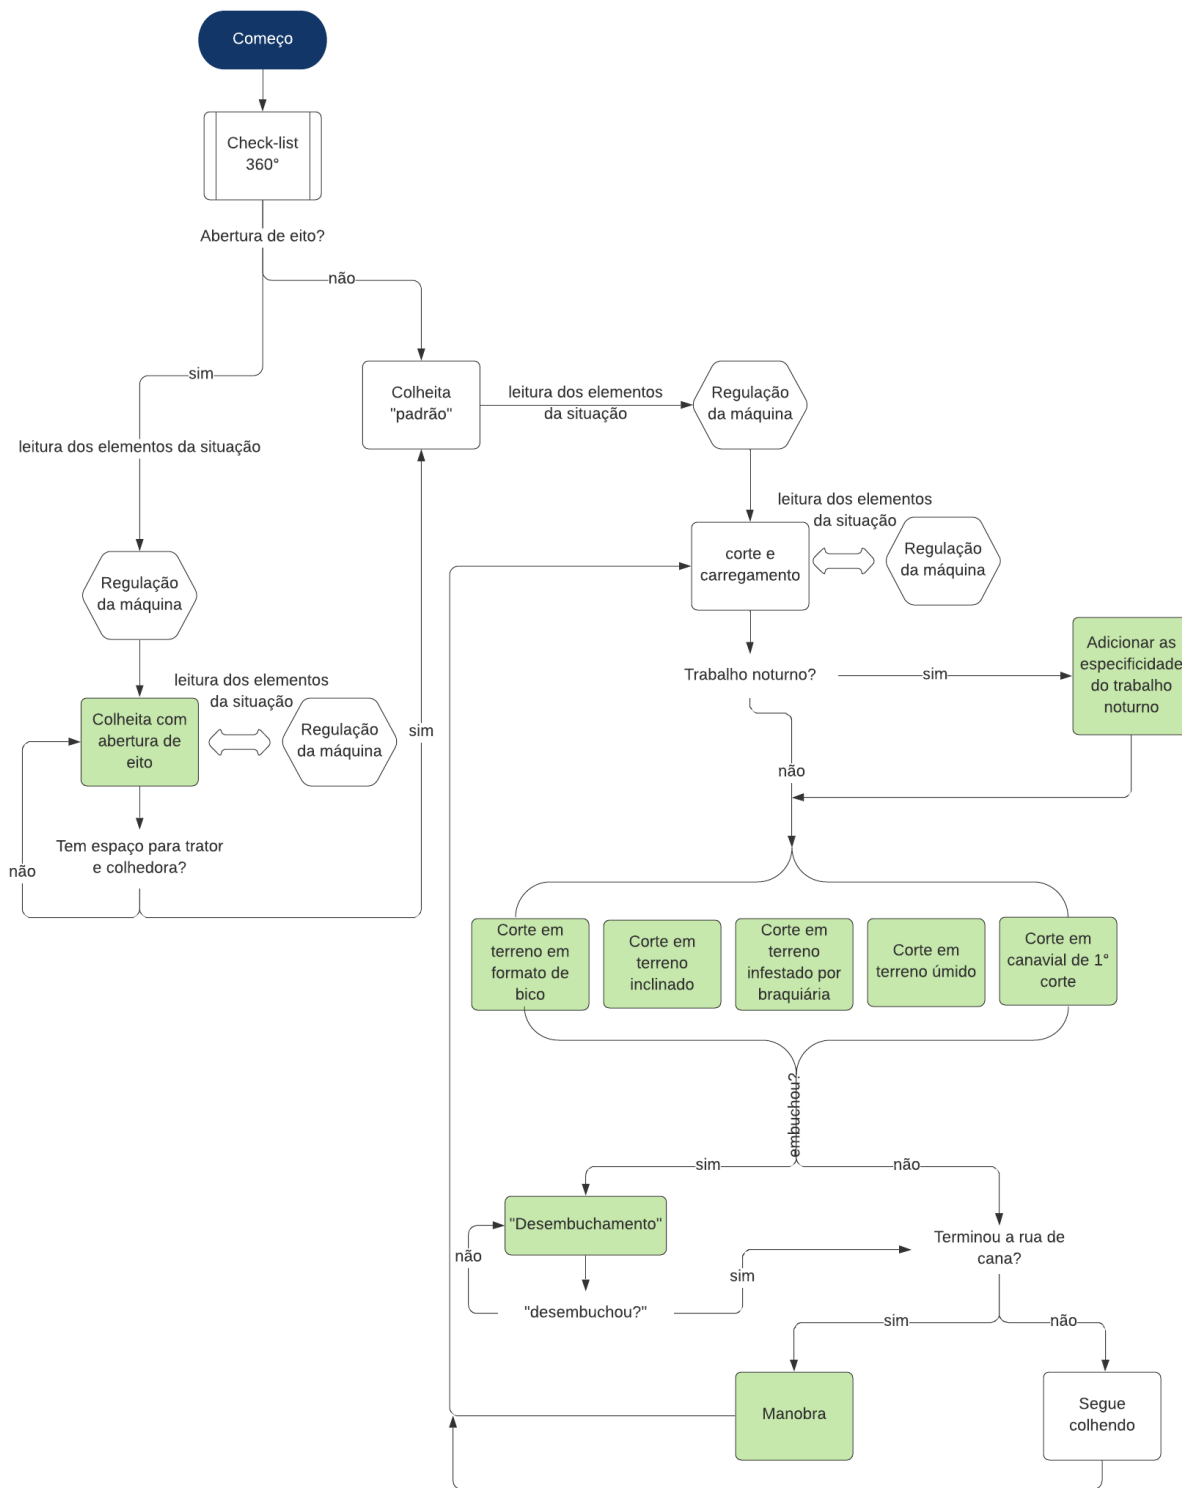 Começo
Check-list
360°
Abertura de eito?
não
sim
Colheita
"padrão"
leitura dos elementos
da situação
Regulação
da máquina
leitura dos elementos da situação
leitura dos elementos
da situação
corte e
carregamento
Regulação
da máquina
Regulação
da máquina
Trabalho noturno?
sim
Adicionar as
especificidade
do trabalho
noturno
leitura dos elementos
da situação
Colheita com
abertura de
eito
Regulação
da máquina
sim
não
Tem espaço para trator
e colhedora?
não
Corte em
terreno em
formato de
bico
Corte em
terreno
inclinado
Corte em
terreno
infestado por
braquiária
Corte em
terreno úmido
Corte em
canavial de 1°
corte
embuchou?
sim
não
"Desembuchamento"
não
"desembuchou?"
sim
Terminou a rua de
cana?
sim
não
Manobra
Segue
colhendo